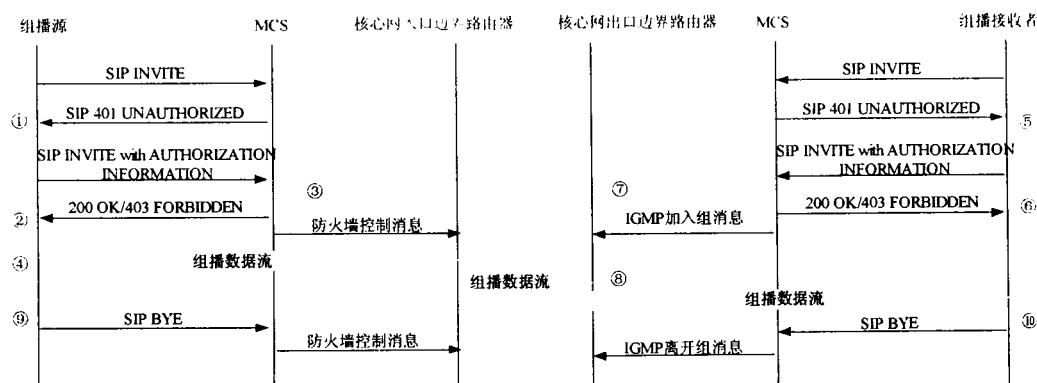 组播源
MCS
核心网入口边界路由器
核心网出口边界路由器
MCS
组播接收者
SIP INVITE
SIP INVITE
①
SIP 401 UNAUTHORIZED
SIP 401 UNAUTHORIZED
⑤
SIP INVITE with AUTHORIZATION
INFORMATION
SIP INVITE with AUTHORIZATION
INFORMATION
③
⑦
②
200 OK/403 FORBIDDEN
200 OK/403 FORBIDDEN
⑥
防火墙控制消息
IGMP加入组消息
④
组播数据流
组播数据流
⑧
组播数据流
⑨
SIP BYE
SIP BYE
⑩
防火墙控制消息
IGMP离开组消息